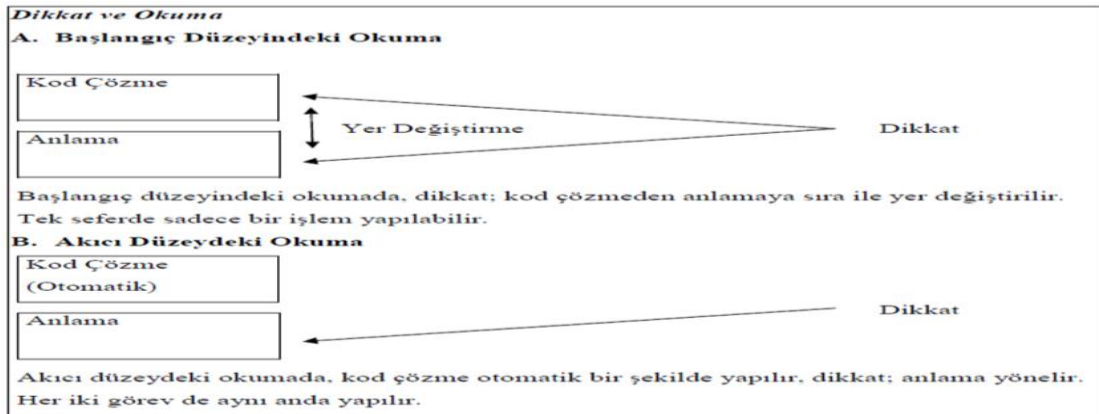 Dikkat ve Okuma
A. Başlangıç Düzeyindeki Okuma
Kod Çözme
Yer Değiştirme
Dikkat
Anlama
Başlangıç düzeyindeki okumada, dikkat; kod çözmeden anlamaya sıra ile yer değiştirilir.
Tek seferde sadece bir işlem yapılabilir.
B. Akıcı Düzeydeki Okuma
Kod Çözme
(Otomatik)
Dikkat
Anlama
Akıcı düzeydeki okumada, kod çözme otomatik bir şekilde yapılır, dikkat; anlama yönelir.
Her iki görev de aynı anda yapılır.